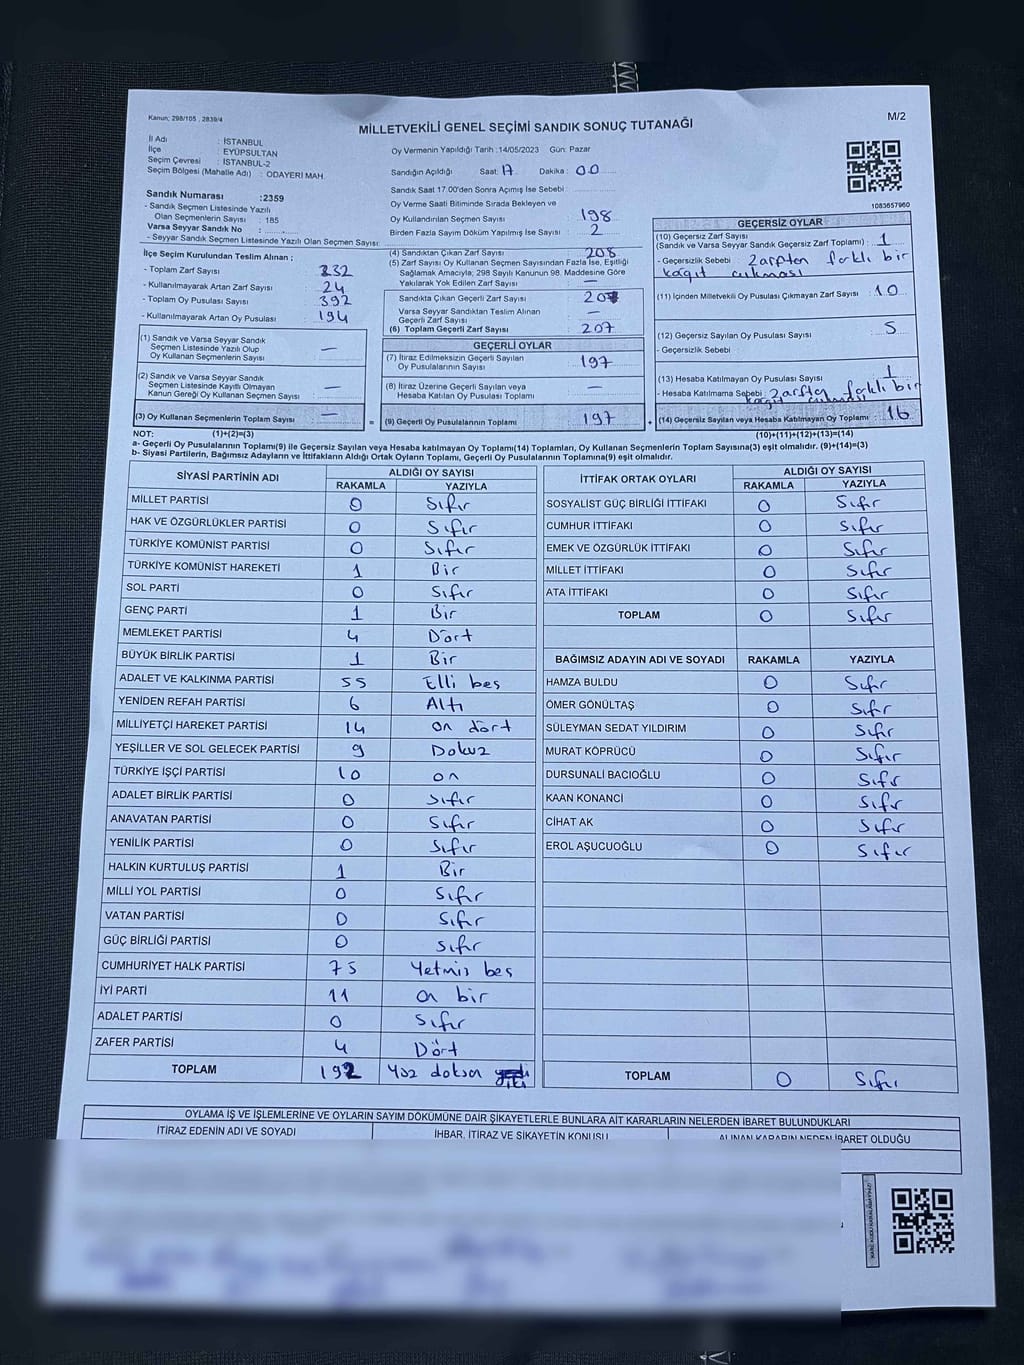 Kanun; 298/105 , 2839/4
MİLLETVEKİLİ GENEL SEÇİMİ SANDIK SONUÇ TUTANAĞI
M/2
İl Adı : İSTANBUL
İlçe : EYÜPSULTAN
Seçim Çevresi : İSTANBUL-2
Seçim Bölgesi (Mahalle Adı) : ODAYERİ MAH.
Oy Vermenin Yapıldığı Tarih :14/05/2023 Gün: Pazar
Sandığın Açıldığı Saat: 17 Dakika: 00
Sandık Saat 17.00'den Sonra Açımış İse Sebebi :
Oy Verme Saati Bitiminde Sırada Bekleyen ve
Oy Kullandırılan Seçmen Sayısı : 198
Birden Fazla Sayım Döküm Yapılmış İse Sayısı : 2
1083657960
Sandık Numarası :2359
- Sandık Seçmen Listesinde Yazılı
Olan Seçmenlerin Sayısı : 185
Varsa Seyyar Sandık No :
- Seyyar Sandık Seçmen Listesinde Yazılı Olan Seçmen Sayısı:
İlçe Seçim Kurulundan Teslim Alınan ;
- Toplam Zarf Sayısı : 232
- Kullanılmayarak Artan Zarf Sayısı : 24
- Toplam Oy Pusulası Sayısı : 392
- Kullanılmayarak Artan Oy Pusulası : 194
(4) Sandıktan Çıkan Zarf Sayısı : 208
(5) Zarf Sayısı Oy Kullanan Seçmen Sayısından Fazla İse, Eşitliği
Sağlamak Amacıyla; 298 Sayılı Kanunun 98. Maddesine Göre
Yakılarak Yok Edilen Zarf Sayısı : —
Sandıkta Çıkan Geçerli Zarf Sayısı : 207
Varsa Seyyar Sandıktan Teslim Alınan
Geçerli Zarf Sayısı : —
(6) Toplam Geçerli Zarf Sayısı : 207
GEÇERSİZ OYLAR
(10) Geçersiz Zarf Sayısı
(Sandık ve Varsa Seyyar Sandık Geçersiz Zarf Toplamı) : 1
- Geçersizlik Sebebi : Zarften farklı bir
kağıt çıkması
(11) İçinden Milletvekili Oy Pusulası Çıkmayan Zarf Sayısı : 10
(12) Geçersiz Sayılan Oy Pusulası Sayısı : 5
- Geçersizlik Sebebi :
(13) Hesaba Katılmayan Oy Pusulası Sayısı : 1
- Hesaba Katılmama Sebebi : Zarften farklı bir
kağıt çıkması
(14) Geçersiz Sayılan veya Hesaba Katılmayan Oy Toplamı : 16
(1) Sandık ve Varsa Seyyar Sandık
Seçmen Listesinde Yazılı Olup
Oy Kullanan Seçmenlerin Sayısı : —
(2) Sandık ve Varsa Seyyar Sandık
Seçmen Listesinde Kayıtlı Olmayan
Kanun Gereği Oy Kullanan Seçmen Sayısı : —
(3) Oy Kullanan Seçmenlerin Toplam Sayısı : —
GEÇERLİ OYLAR
(7) İtiraz Edilmeksizin Geçerli Sayılan
Oy Pusulalarının Sayısı : 197
(8) İtiraz Üzerine Geçerli Sayılan veya
Hesaba Katılan Oy Pusulası Toplamı : —
= (9) Geçerli Oy Pusulalarının Toplamı : 197 +
NOT: (1)+(2)=(3) (10)+(11)+(12)+(13)=(14)
a- Geçerli Oy Pusulalarının Toplamı(9) ile Geçersiz Sayılan veya Hesaba katılmayan Oy Toplamı(14) Toplamları, Oy Kullanan Seçmenlerin Toplam Sayısına(3) eşit olmalıdır. (9)+(14)=(3)
b- Siyasi Partilerin, Bağımsız Adayların ve İttifakların Aldığı Ortak Oyların Toplamı, Geçerli Oy Pusulalarının Toplamına(9) eşit olmalıdır.
SİYASİ PARTİNİN ADI ALDIĞI OY SAYISI
RAKAMLA YAZIYLA
MİLLET PARTİSİ 0 Sıfır
HAK VE ÖZGÜRLÜKLER PARTİSİ 0 Sıfır
TÜRKİYE KOMÜNİST PARTİSİ 0 Sıfır
TÜRKİYE KOMÜNİST HAREKETİ 1 Bir
SOL PARTİ 0 Sıfır
GENÇ PARTİ 1 Bir
MEMLEKET PARTİSİ 4 Dört
BÜYÜK BİRLİK PARTİSİ 1 Bir
ADALET VE KALKINMA PARTİSİ 55 Elli bes
YENİDEN REFAH PARTİSİ 6 Altı
MİLLİYETÇİ HAREKET PARTİSİ 14 on dört
YEŞİLLER VE SOL GELECEK PARTİSİ 9 Dokuz
TÜRKİYE İŞÇİ PARTİSİ 10 on
ADALET BİRLİK PARTİSİ 0 Sıfır
ANAVATAN PARTİSİ 0 Sıfır
YENİLİK PARTİSİ 0 Sıfır
HALKIN KURTULUŞ PARTİSİ 1 Bir
MİLLİ YOL PARTİSİ 0 Sıfır
VATAN PARTİSİ 0 Sıfır
GÜÇ BİRLİĞİ PARTİSİ 0 Sıfır
CUMHURİYET HALK PARTİSİ 75 Yetmis bes
İYİ PARTİ 11 on bir
ADALET PARTİSİ 0 Sıfır
ZAFER PARTİSİ 4 Dört
TOPLAM 192 Yüz doksan iki
İTTİFAK ORTAK OYLARI ALDIĞI OY SAYISI
RAKAMLA YAZIYLA
SOSYALİST GÜÇ BİRLİĞİ İTTİFAKI 0 Sıfır
CUMHUR İTTİFAKI 0 Sıfır
EMEK VE ÖZGÜRLÜK İTTİFAKI 0 Sıfır
MİLLET İTTİFAKI 0 Sıfır
ATA İTTİFAKI 0 Sıfır
TOPLAM 0 Sıfır
BAĞIMSIZ ADAYIN ADI VE SOYADI RAKAMLA YAZIYLA
HAMZA BULDU 0 Sıfır
ÖMER GÖNÜLTAŞ 0 Sıfır
SÜLEYMAN SEDAT YILDIRIM 0 Sıfır
MURAT KÖPRÜCÜ 0 Sıfır
DURSUNALİ BACIOĞLU 0 Sıfır
KAAN KONANCİ 0 Sıfır
CİHAT AK 0 Sıfır
EROL AŞUCUOĞLU 0 Sıfır
TOPLAM 0 Sıfır
OYLAMA İŞ VE İŞLEMLERİNE VE OYLARIN SAYIM DÖKÜMÜNE DAİR ŞİKAYETLERLE BUNLARA AİT KARARLARIN NELERDEN İBARET BULUNDUKLARI
İTİRAZ EDENİN ADI VE SOYADI İHBAR, İTİRAZ VE ŞİKAYETİN KONUSU ALINAN KARARIN NEDEN İBARET OLDUĞU